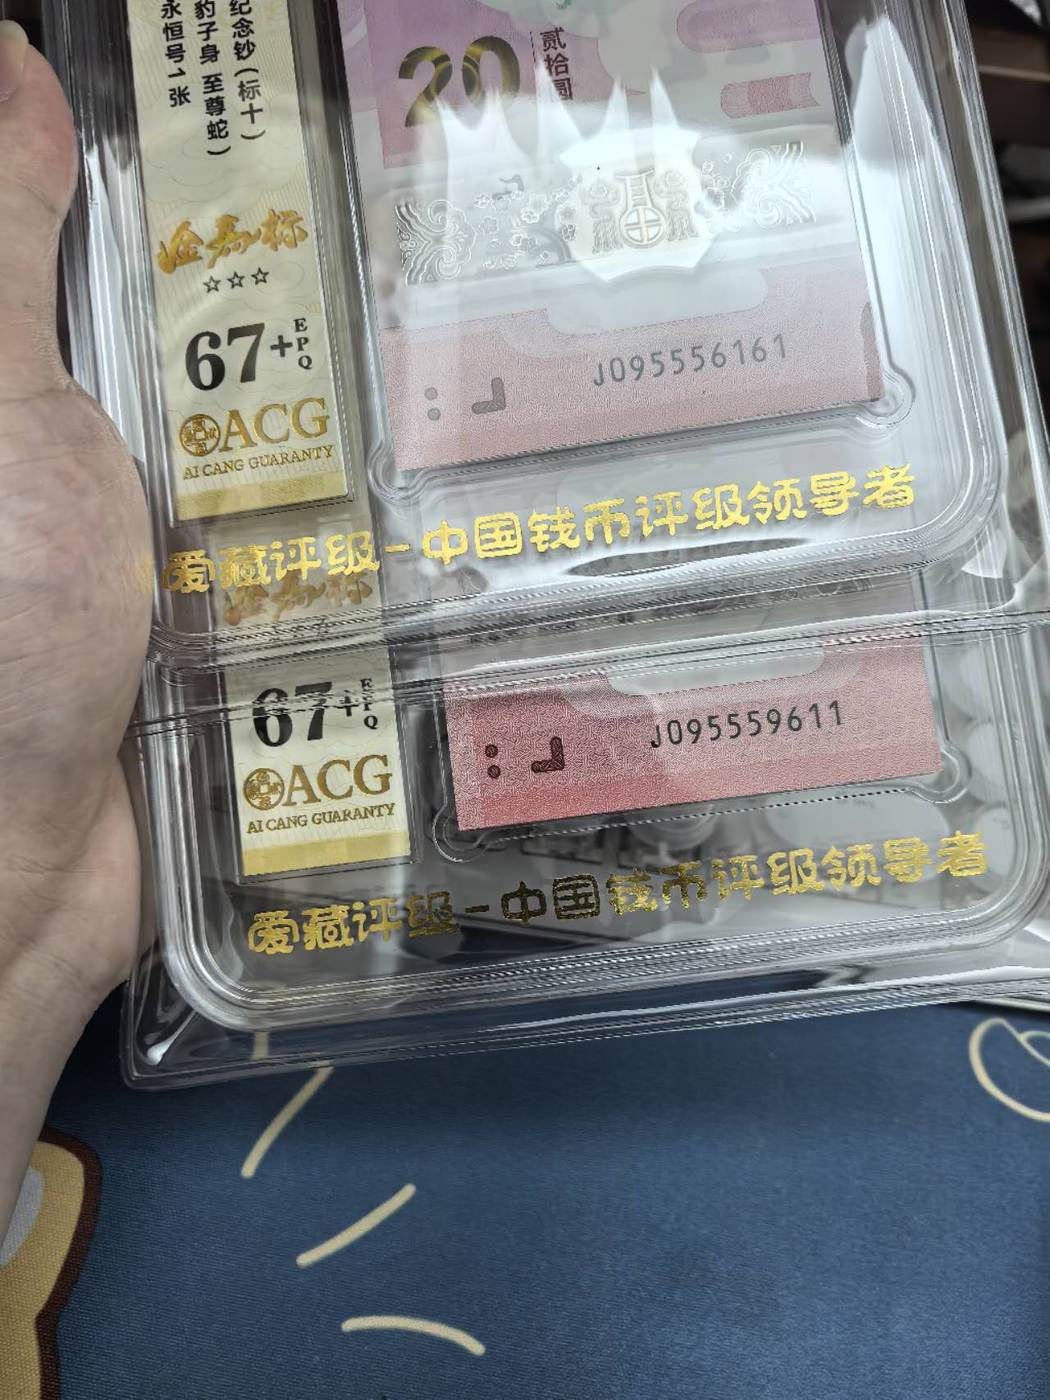 纪念钞（标十）
豹子身 至尊蛇）
永恒号1张
☆☆☆
67+EPQ
ACG
AI CANG GUARANTY
20
贰拾圆
J095556161
爱藏评级-中国钱币评级领导者
67+EPQ
ACG
AI CANG GUARANTY
J095559611
爱藏评级-中国钱币评级领导者